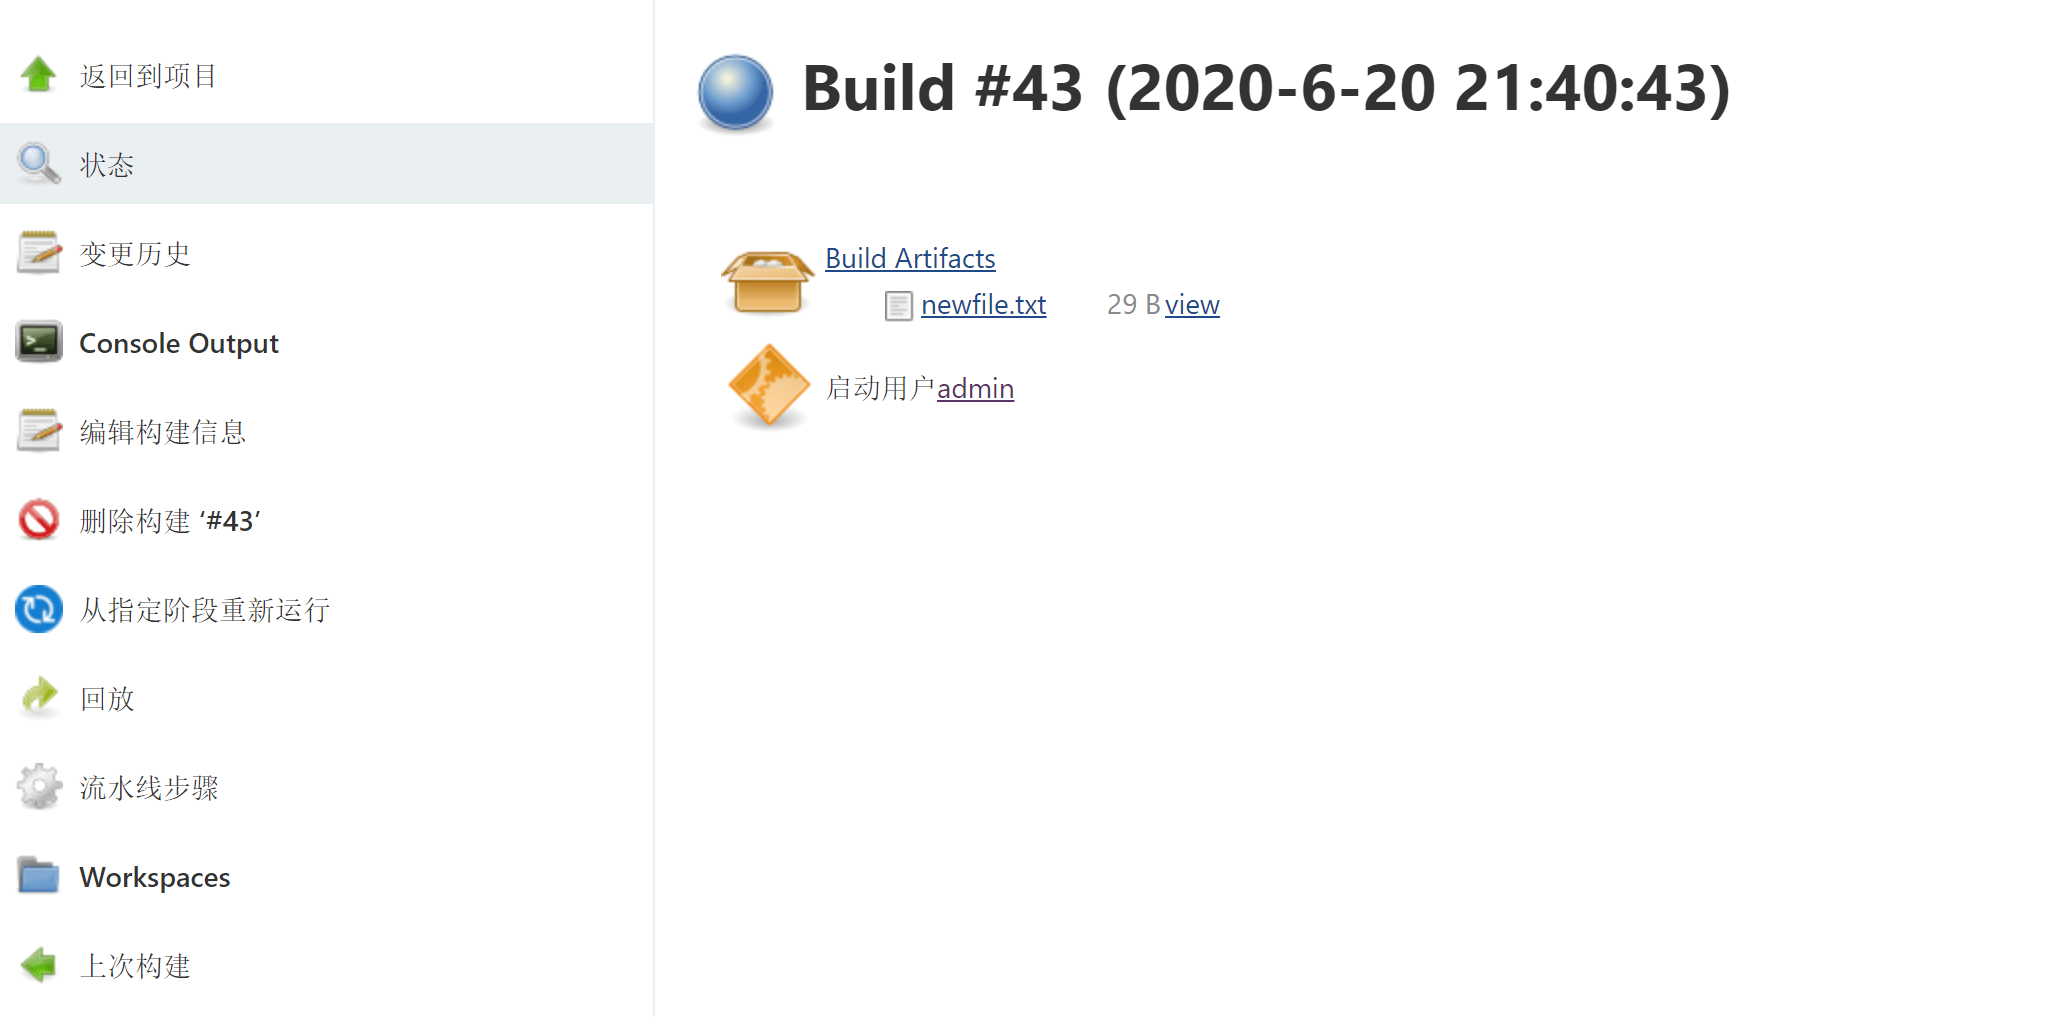 返回到项目
状态
变更历史
Console Output
编辑构建信息
删除构建 ‘#43’
从指定阶段重新运行
回放
流水线步骤
Workspaces
上次构建
Build #43 (2020-6-20 21:40:43)
Build Artifacts
newfile.txt 29 B view
启动用户admin